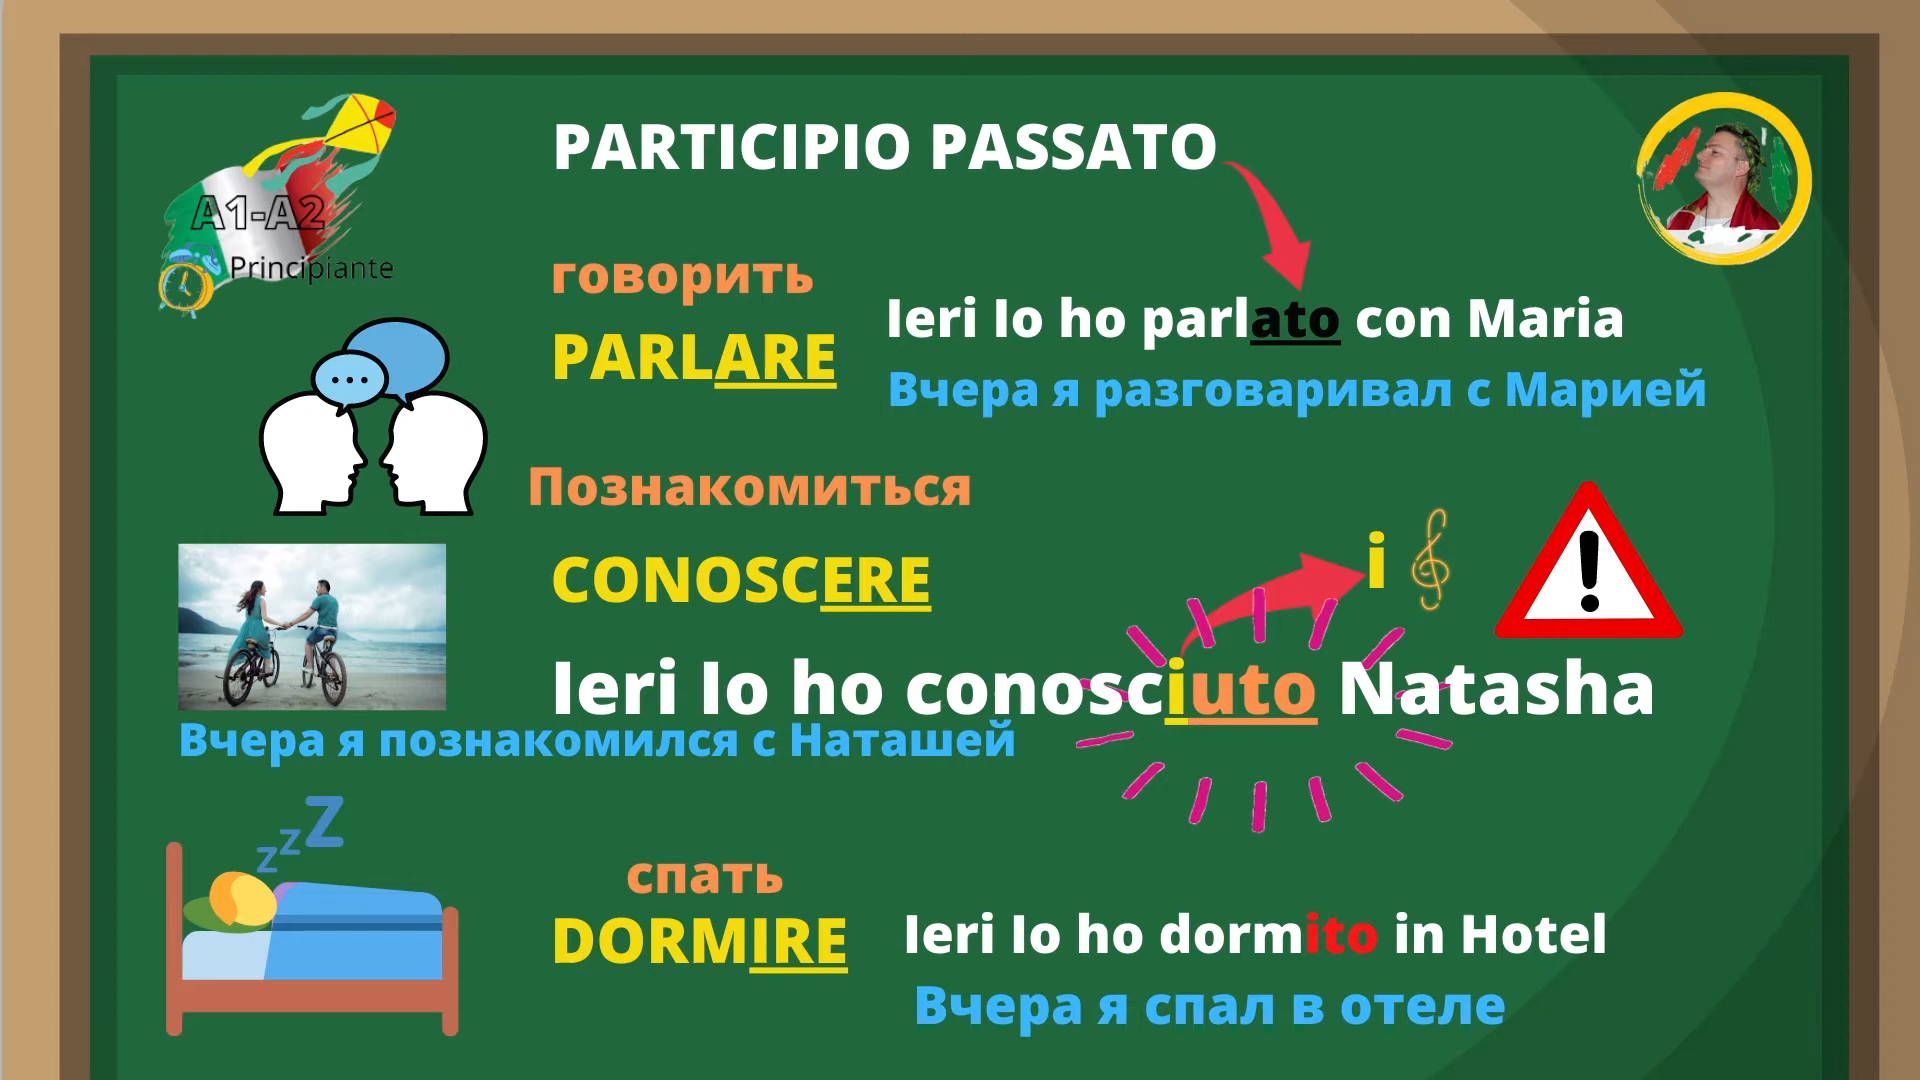 PARTICIPIO PASSATO
A1-A2
Principiante
говорить
PARLARE
Ieri Io ho parlato con Maria
Вчера я разговаривал с Марией
...
Познакомиться
CONOSCERE
i
!
Ieri Io ho conosciuto Natasha
Вчера я познакомился с Наташей
z z Z
спать
DORMIRE
Ieri Io ho dormito in Hotel
Вчера я спал в отеле